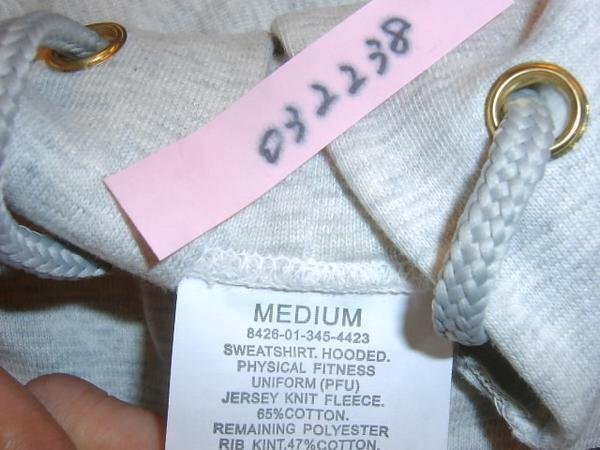 032238
MEDIUM
8426-01-345-4423
SWEATSHIRT. HOODED.
PHYSICAL FITNESS
UNIFORM (PFU)
JERSEY KNIT FLEECE.
65%COTTON.
REMAINING POLYESTER
RIB KINT.47%COTTON.